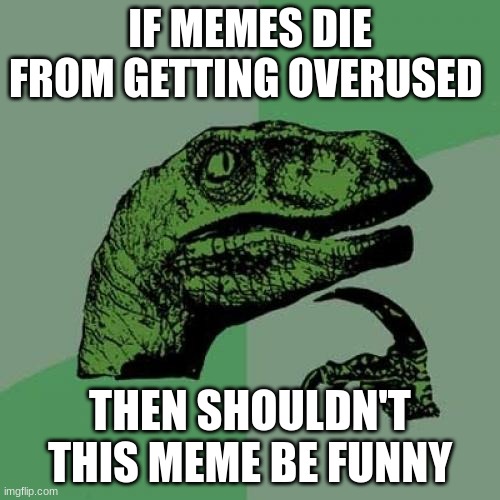 IF MEMES DIE
FROM GETTING OVERUSED
THEN SHOULDN'T
THIS MEME BE FUNNY
imgflip.com